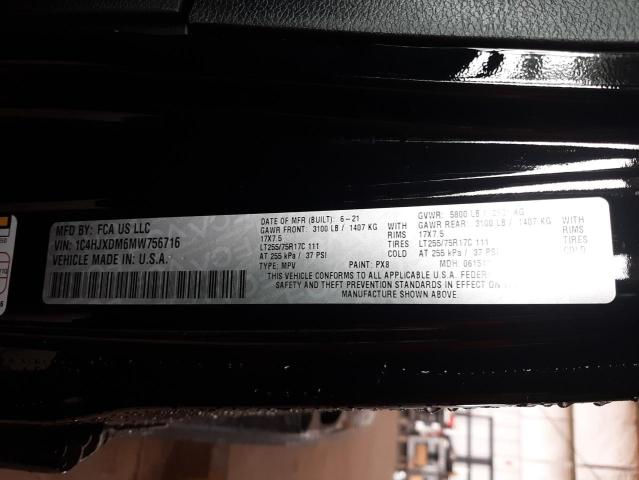 MFD BY: FCA US LLC
VIN: 1C4HJXDM6MW756716
VEHICLE MADE IN: U.S.A.
DATE OF MFR (BUILT): 6-21
GAWR FRONT: 3100 LB / 1407 KG
17X7.5 RIMS
LT255/75R17C 111 TIRES
AT 255 kPa / 37 PSI COLD
GVWR: 5800 LB / KG
GAWR REAR: 3100 LB / 1407 KG
17X7.5 RIMS
LT255/75R17C 111 TIRES
AT 255 kPa / 37 PSI COLD
TYPE: MPV PAINT: PX8 MDH:
THIS VEHICLE CONFORMS TO ALL APPLICABLE U.S.A.
SAFETY AND THEFT PREVENTION STANDARDS IN EFFECT ON
MANUFACTURE SHOWN ABOVE.